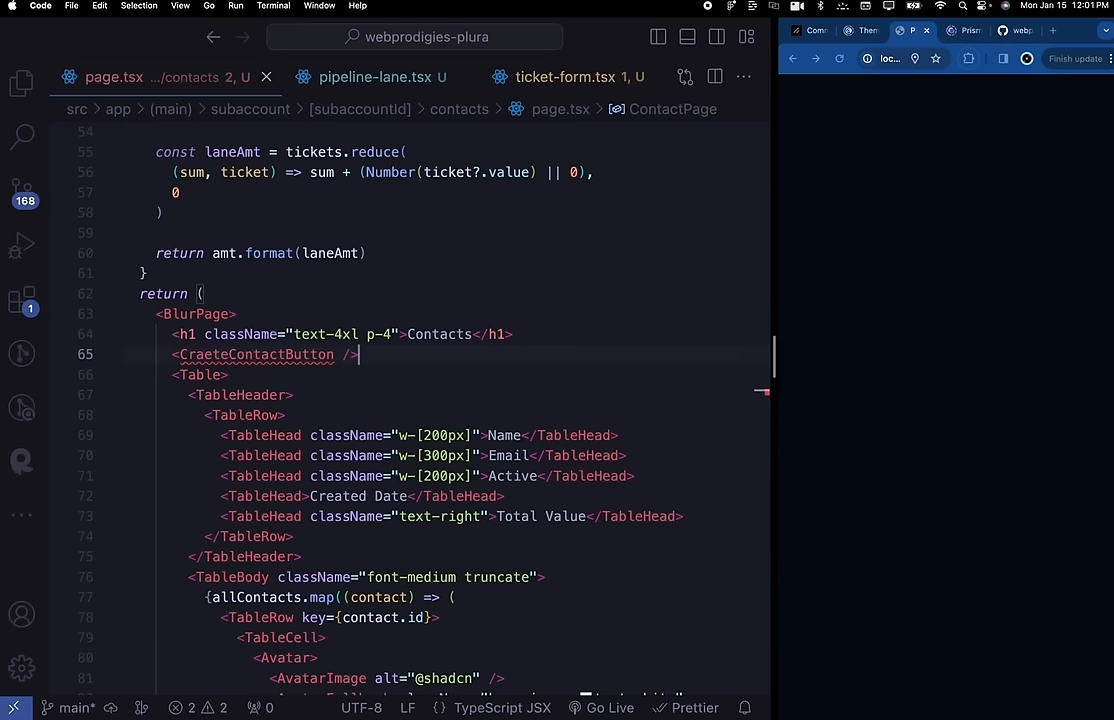 Code File Edit Selection View Go Run Terminal Window Help Mon Jan 15 12:01 PM
webprodigies-plura
Comm Them P Prism webp
page.tsx .../contacts 2, U pipeline-lane.tsx U ticket-form.tsx 1, U
loc... Finish update
src > app > (main) > subaccount > [subaccountId] > contacts > page.tsx > ContactPage
54
55 const laneAmt = tickets.reduce(
56 (sum, ticket) => sum + (Number(ticket?.value) || 0),
57 0
58 )
59
60 return amt.format(laneAmt)
61 }
62 return (
63 <BlurPage>
64 <h1 className="text-4xl p-4">Contacts</h1>
65 <CraeteContactButton />
66 <Table>
67 <TableHeader>
68 <TableRow>
69 <TableHead className="w-[200px]">Name</TableHead>
70 <TableHead className="w-[300px]">Email</TableHead>
71 <TableHead className="w-[200px]">Active</TableHead>
72 <TableHead>Created Date</TableHead>
73 <TableHead className="text-right">Total Value</TableHead>
74 </TableRow>
75 </TableHeader>
76 <TableBody className="font-medium truncate">
77 {allContacts.map((contact) => (
78 <TableRow key={contact.id}>
79 <TableCell>
80 <Avatar>
81 <AvatarImage alt="@shadcn" />
168
1
main* 2 2 0 UTF-8 LF {} TypeScript JSX Go Live Prettier